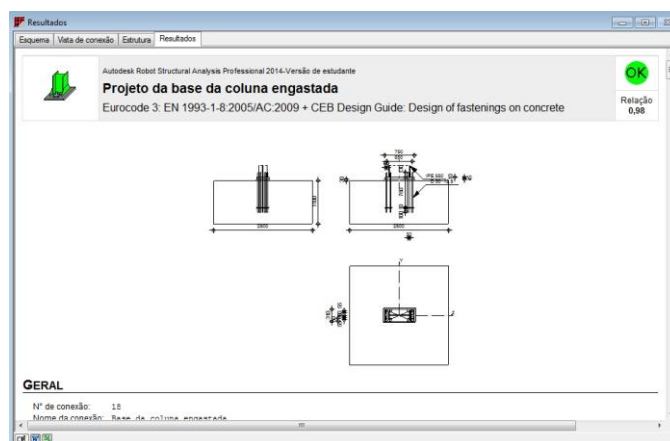 Resultados
Esquema Vista de conexão Estrutura Resultados
Autodesk Robot Structural Analysis Professional 2014-Versão de estudante
Projeto da base da coluna engastada
Eurocode 3: EN 1993-1-8:2005/AC:2009 + CEB Design Guide: Design of fastenings on concrete
OK
Relação
0,98
750
GERAL
N° de conexão: 18
Nome da conexão: Base da coluna engastada